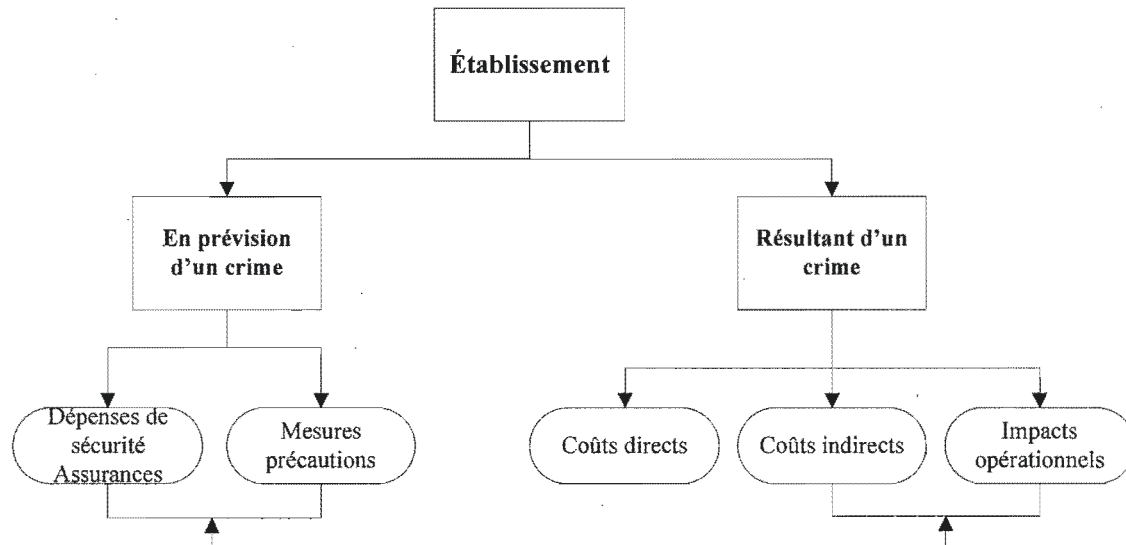 Établissement
En prévision
d'un crime
Résultant d'un
crime
Dépenses de
sécurité
Assurances
Mesures
précautions
Coûts directs
Coûts indirects
Impacts
opérationnels